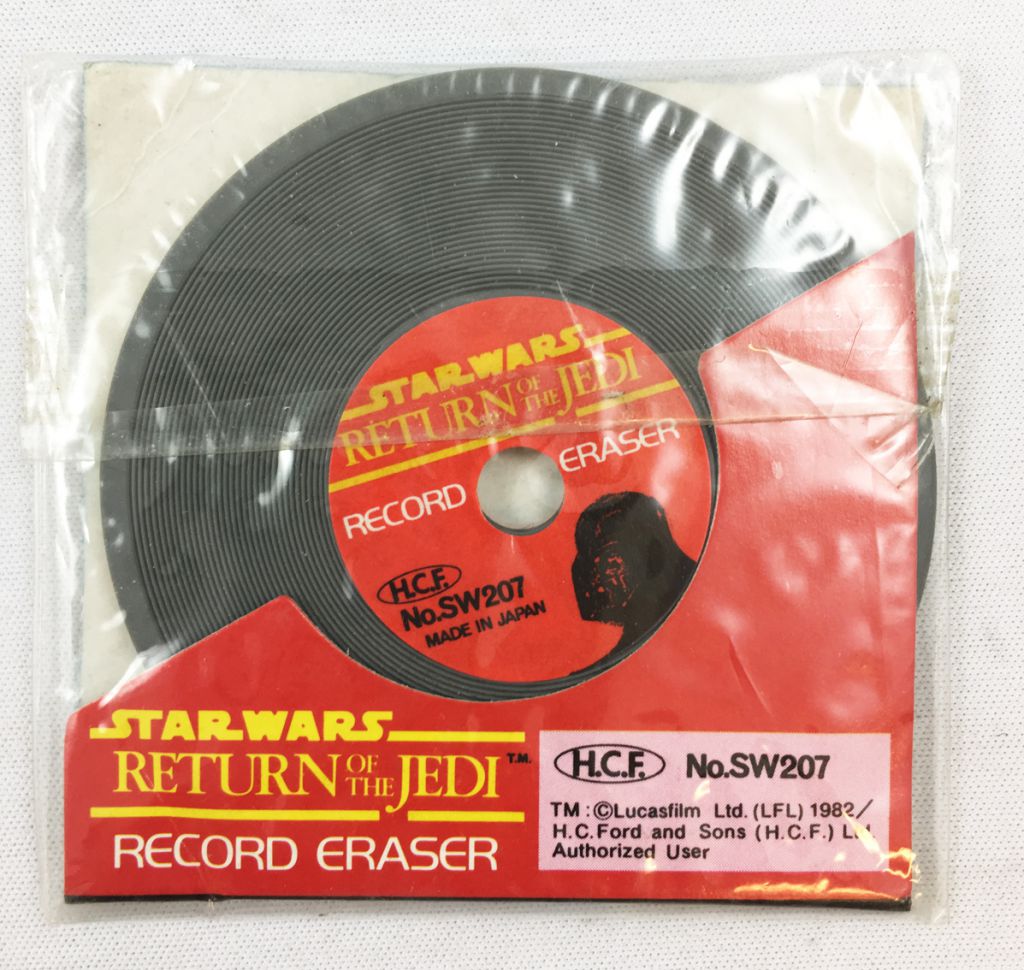 STAR WARS
RETURN OF THE JEDI
RECORD ERASER
H.C.F.
No.SW207
MADE IN JAPAN
STAR WARS
RETURN OF THE JEDI T.M.
RECORD ERASER
H.C.F. No.SW207
TM : ©Lucasfilm Ltd. (LFL) 1982/
H.C.Ford and Sons (H.C.F.)
Authorized User